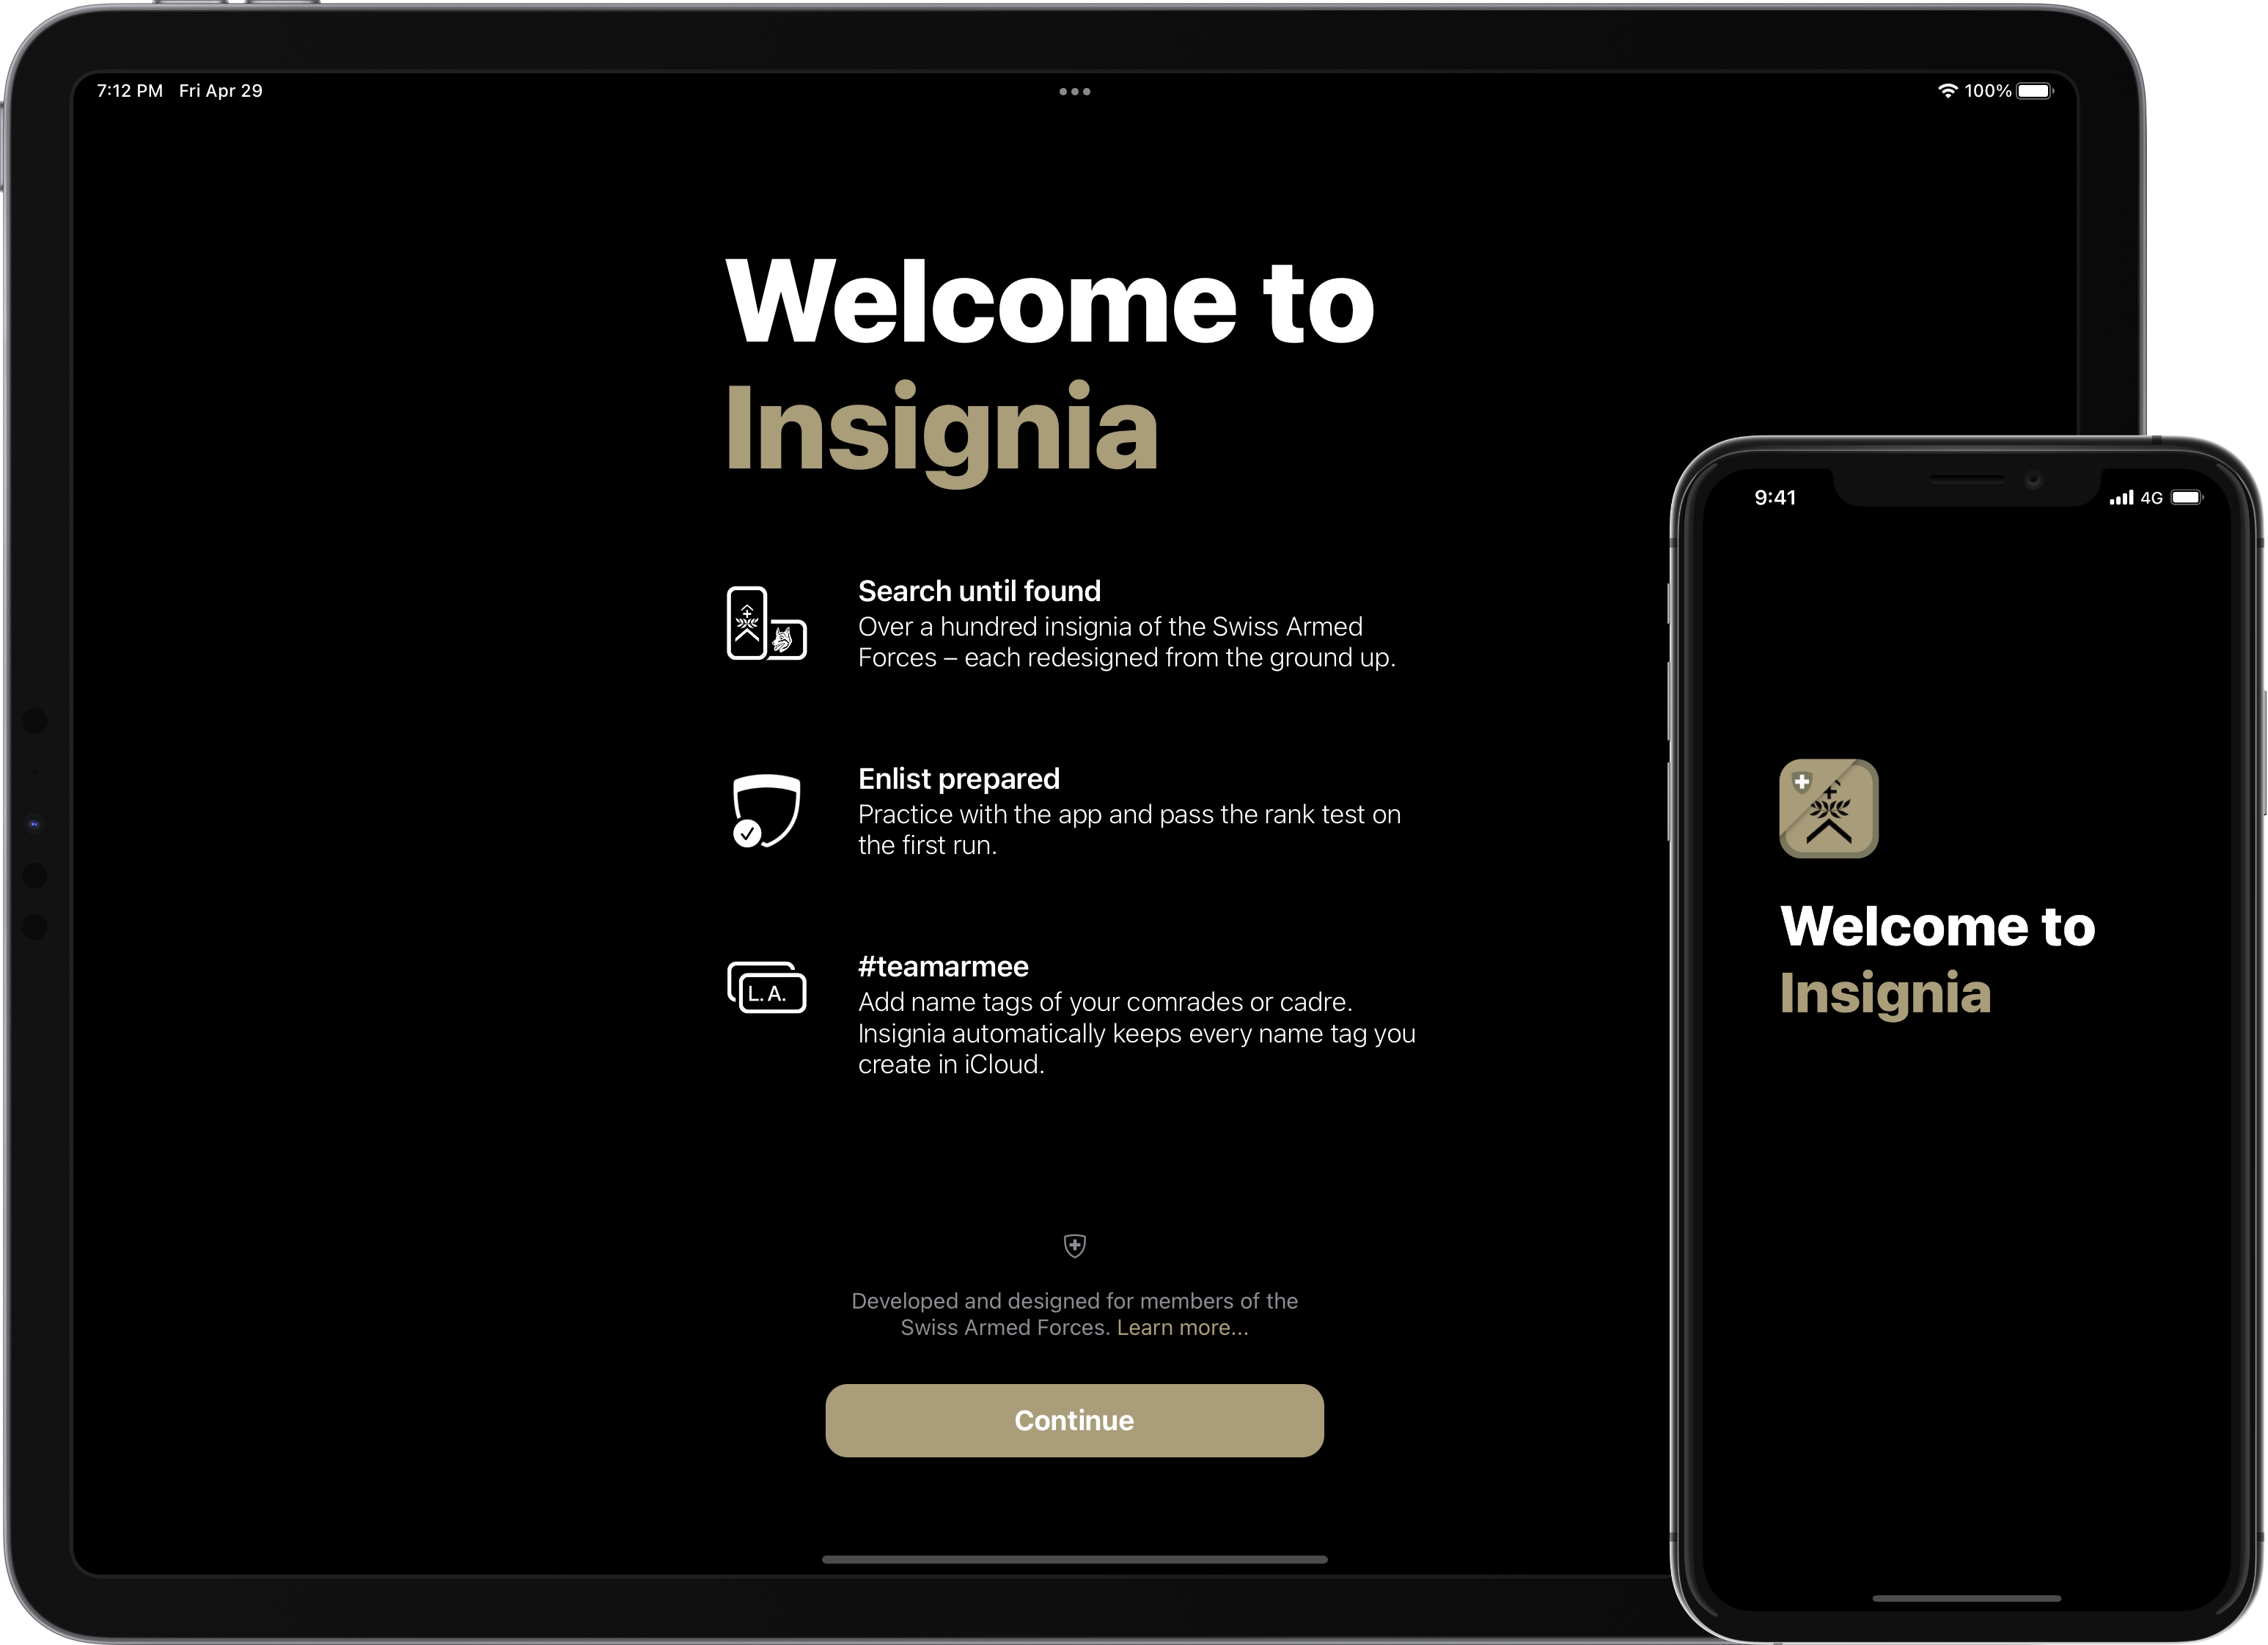 7:12 PM Fri Apr 29
100%
Welcome to
Insignia
Search until found
Over a hundred insignia of the Swiss Armed
Forces – each redesigned from the ground up.
Enlist prepared
Practice with the app and pass the rank test on
the first run.
L.A.
#teamarmee
Add name tags of your comrades or cadre.
Insignia automatically keeps every name tag you
create in iCloud.
Developed and designed for members of the
Swiss Armed Forces. Learn more...
Continue
9:41
4G
Welcome to
Insignia